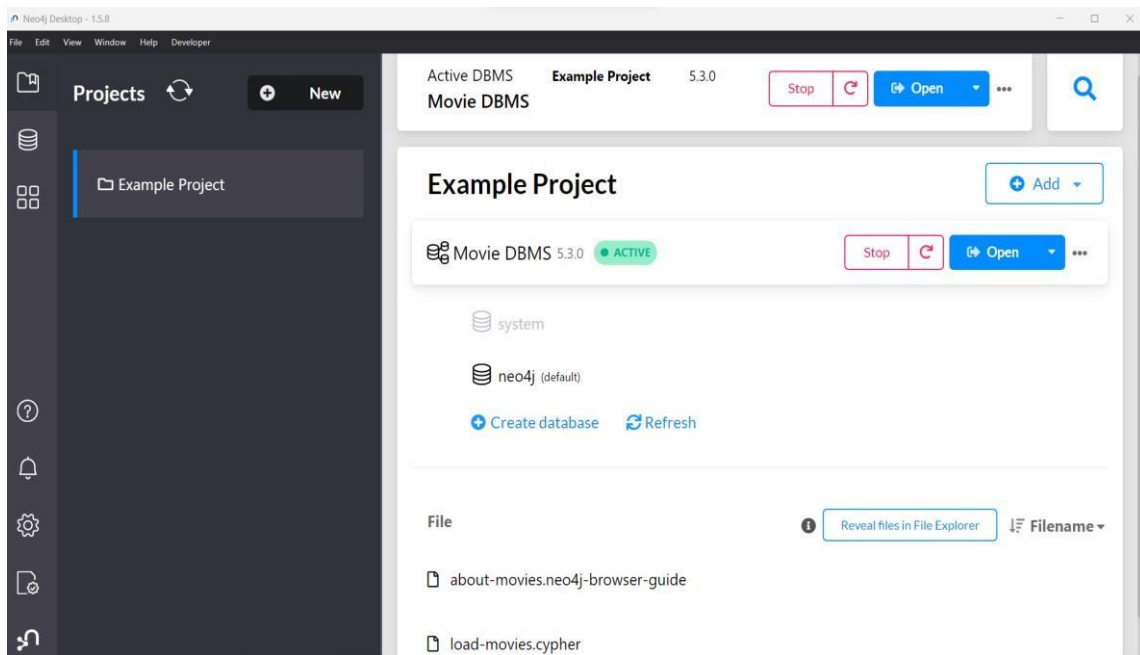 Neo4j Desktop - 1.5.8
File Edit View Window Help Developer
Projects New
Example Project
Active DBMS Example Project 5.3.0
Movie DBMS
Stop Open
Example Project
Add
Movie DBMS 5.3.0 ACTIVE
Stop Open
system
neo4j (default)
Create database Refresh
File Reveal files in File Explorer Filename
about-movies.neo4j-browser-guide
load-movies.cypher